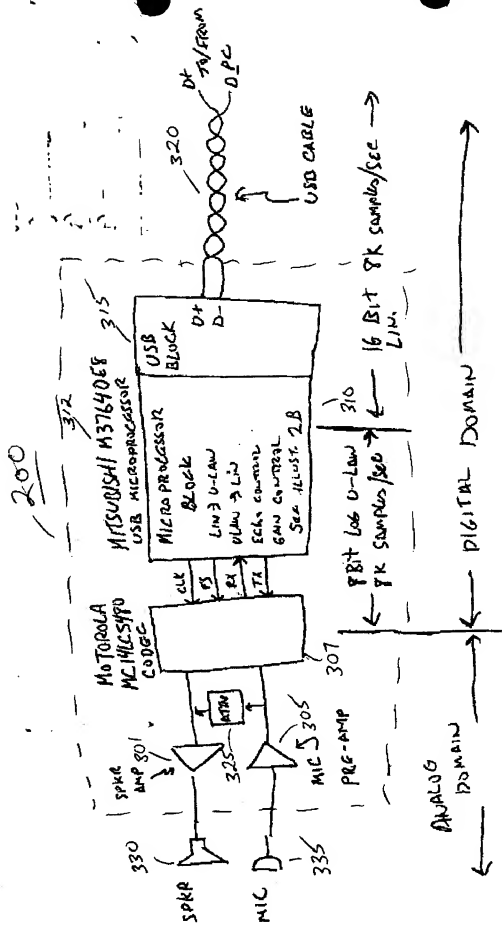 200
312
315
MITSUBISHI M37640E8
USB MICROPROCESSOR
MOTOROLA
MC14LC5480
CODEC
SPKR
AMP
301
330
SPKR
CLK
FS
RX
TX
MICROPROCESSOR
BLOCK
LIN → U-LAW
ULAW → LIN
ECHO CONTROL
GAIN CONTROL
SEE ILLUST. 2B
USB
BLOCK
D+
D-
D+
TO/FROM
D- PC
320
USB CABLE
ATTN
325
305
MIC
PRE-AMP
MIC
335
307
310
8 Bit LOG U-LAW
8K SAMPLES/SEC
16 Bit 8K SAMPLES/SEC
LIN.
ANALOG
DOMAIN
DIGITAL DOMAIN